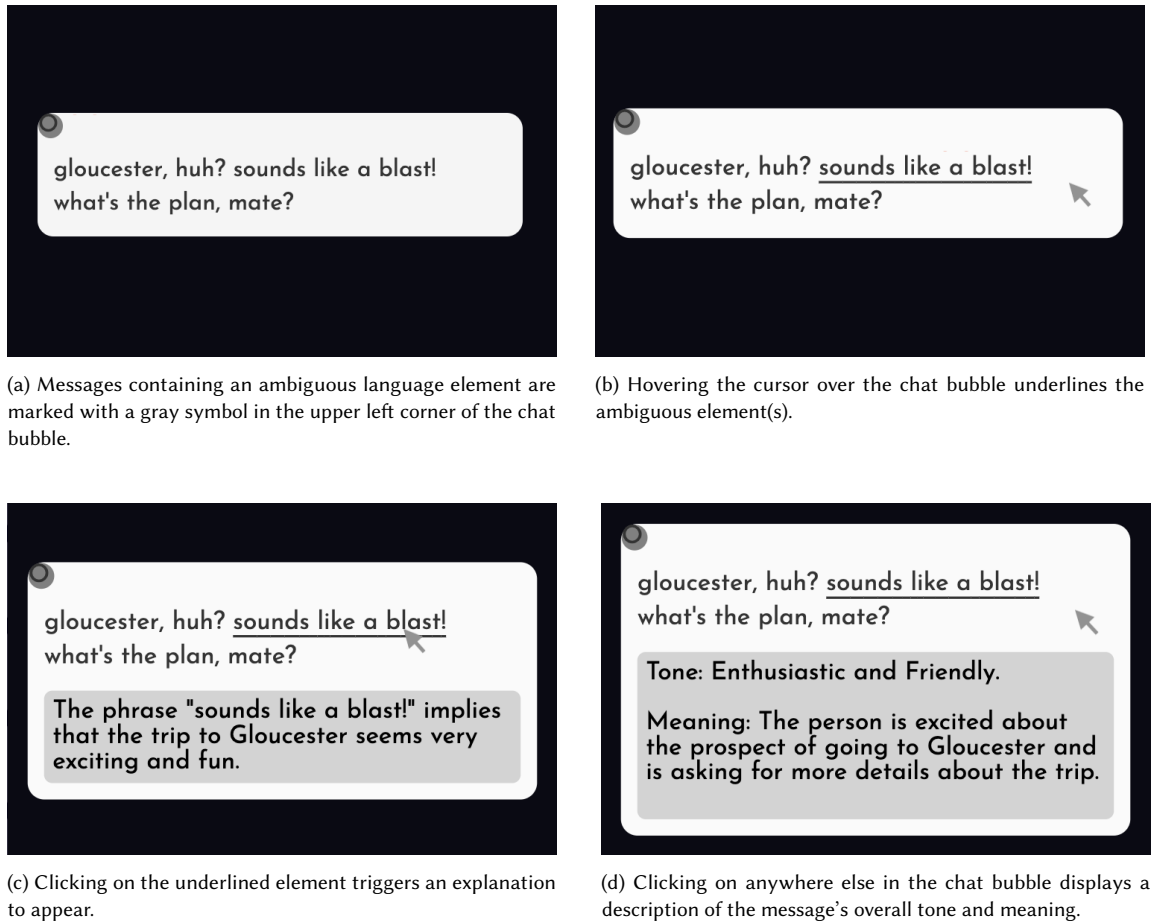 gloucester, huh? sounds like a blast!
what's the plan, mate?
(a) Messages containing an ambiguous language element are
marked with a gray symbol in the upper left corner of the chat
bubble.
gloucester, huh? sounds like a blast!
what's the plan, mate?
(b) Hovering the cursor over the chat bubble underlines the
ambiguous element(s).
gloucester, huh? sounds like a blast!
what's the plan, mate?
The phrase "sounds like a blast!" implies
that the trip to Gloucester seems very
exciting and fun.
(c) Clicking on the underlined element triggers an explanation
to appear.
gloucester, huh? sounds like a blast!
what's the plan, mate?
Tone: Enthusiastic and Friendly.
Meaning: The person is excited about
the prospect of going to Gloucester and
is asking for more details about the trip.
(d) Clicking on anywhere else in the chat bubble displays a
description of the message's overall tone and meaning.